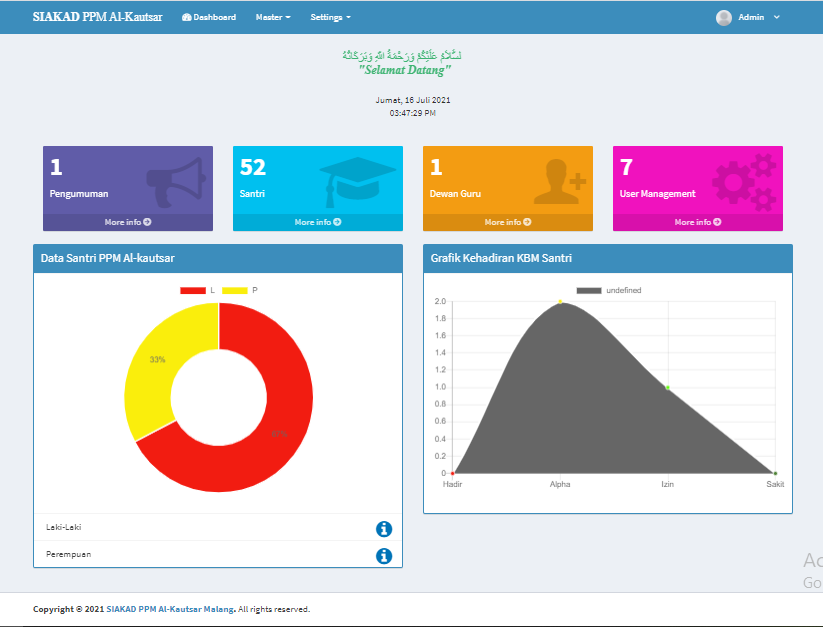 SIAKAD PPM Al-Kautsar Dashboard Master Settings Admin
اَلسَّلَامُ عَلَيْكُمْ وَرَحْمَةُ اللهِ وَبَرَكَاتُهُ
"Selamat Datang"
Jumat, 16 Juli 2021
03:47:29 PM
1
Pengumuman
More info
52
Santri
More info
1
Dewan Guru
More info
7
User Management
More info
Data Santri PPM Al-kautsar
L P
33%
Laki-Laki
Perempuan
Grafik Kehadiran KBM Santri
undefined
2.0
1.8
1.6
1.4
1.2
1.0
0.8
0.6
0.4
0.2
0
Hadir Alpha Izin Sakit
Copyright © 2021 SIAKAD PPM Al-Kautsar Malang. All rights reserved.